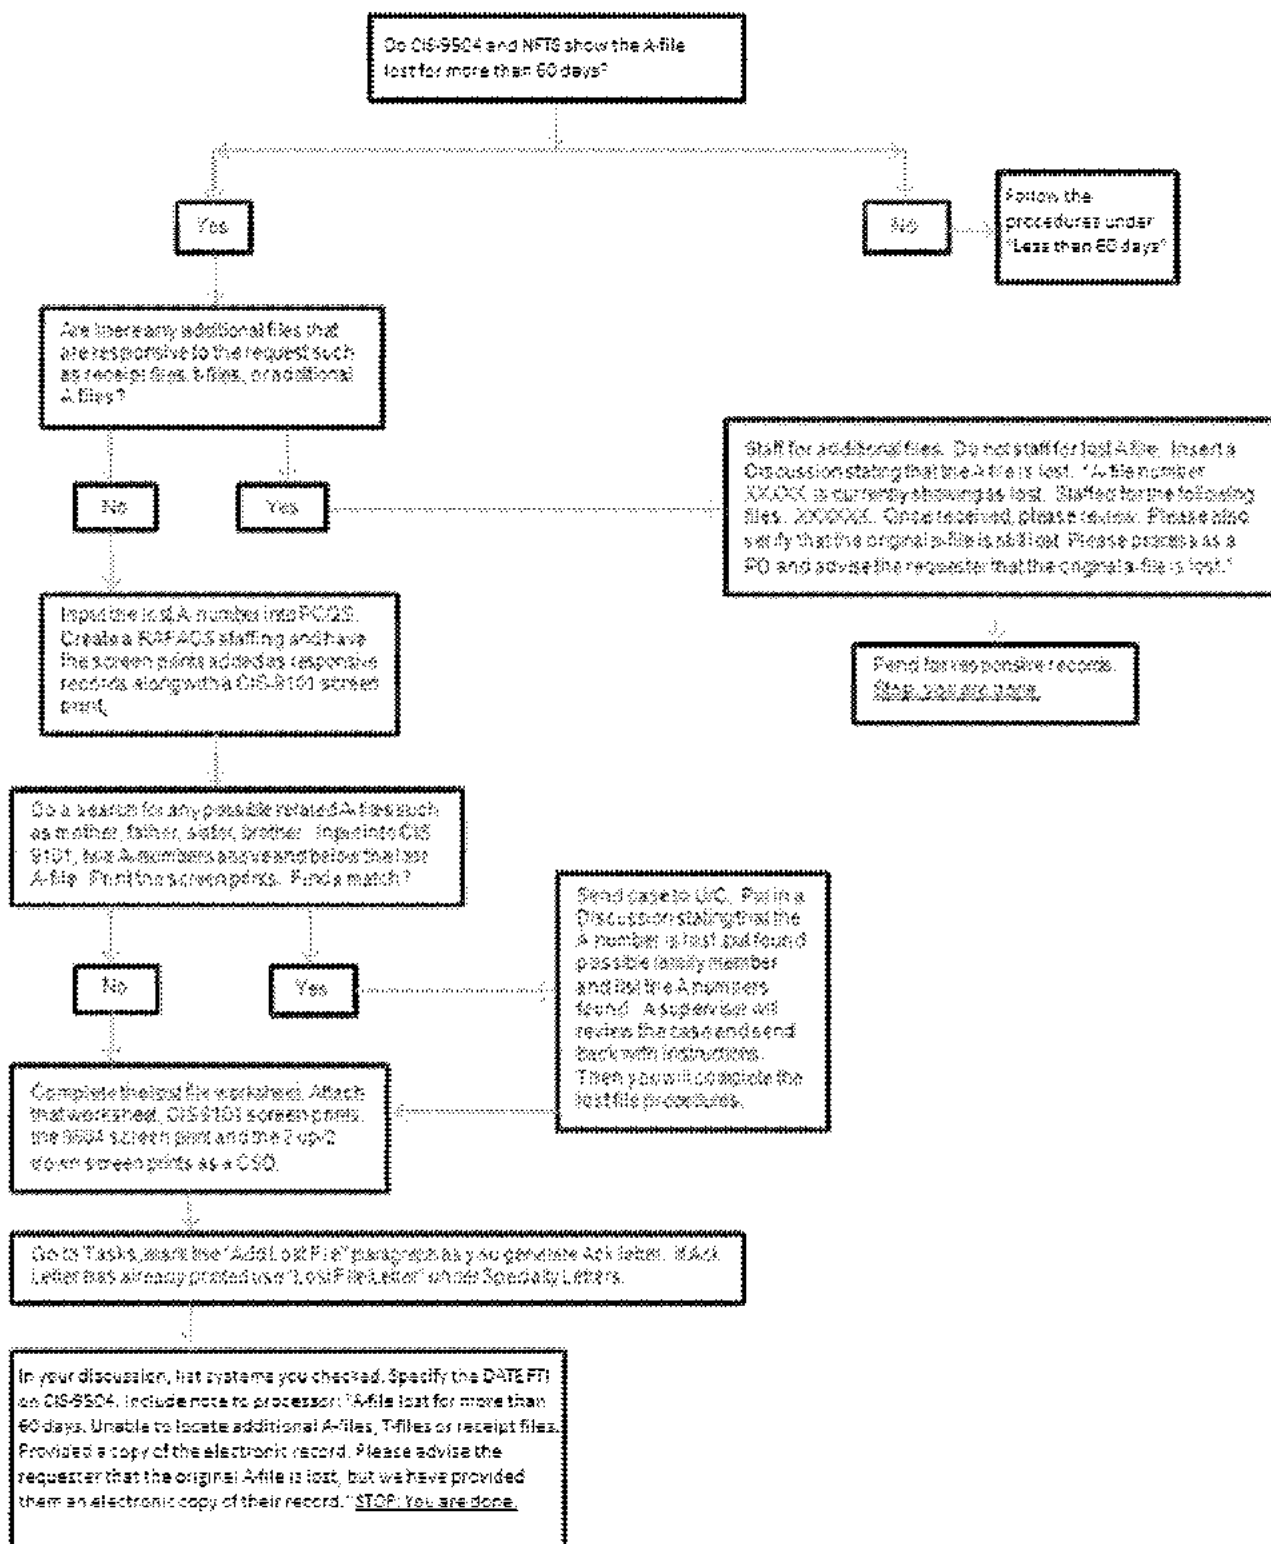 Do CIS-9504 and NFTS show the A-file
lost for more than 60 days?
Yes
No
Follow the
procedures under
"Less than 60 days"
Are there any additional files that
are responsive to the request such
as receipt files, t-files, or additional
A-files?
No
Yes
Staff for additional files. Do not staff for lost A-file. Insert a
Discussion stating that the A-file is lost. "A-file number
is currently showing as lost. Staffed for the following
files. Once received, please review. Please also
verify that the original a-file is still lost. Please process as a
PD and advise the requester that the original a-file is lost."
Pend for responsive records.
Stop, you are done.
Input the lost A-number into PCQS.
Create a RAFACS staffing and have
the screen prints added as responsive
records along with a CIS-9101 screen
print.
Do a search for any possible related A-files such
as mother, father, sister, brother. Input into CIS
9101, two A-numbers above and below the lost
A-file. Print the screen prints. Find a match?
No
Yes
Send case to Put in a
Discussion stating that the
A-number is lost but found
possible family member
and list the A-numbers
found. A supervisor will
review the case and send
back with instructions.
Then you will complete the
lost file procedures.
Complete the lost file worksheet. Attach
that worksheet, CIS 9101 screen prints,
the 9504 screen print and the 2 up/2
down screen prints as a
Go to Tasks, mark the "Add Lost File" paragraph as you generate Ack letter. If Ack
Letter has already printed use "Lost File Letter" under Specialty Letters.
In your discussion, list systems you checked. Specify the DATE FTI
on CIS-9504. Include note to processor: "A-file lost for more than
60 days. Unable to locate additional A-files, T-files or receipt files.
Provided a copy of the electronic record. Please advise the
requester that the original A-file is lost, but we have provided
them an electronic copy of their record." STOP: You are done.